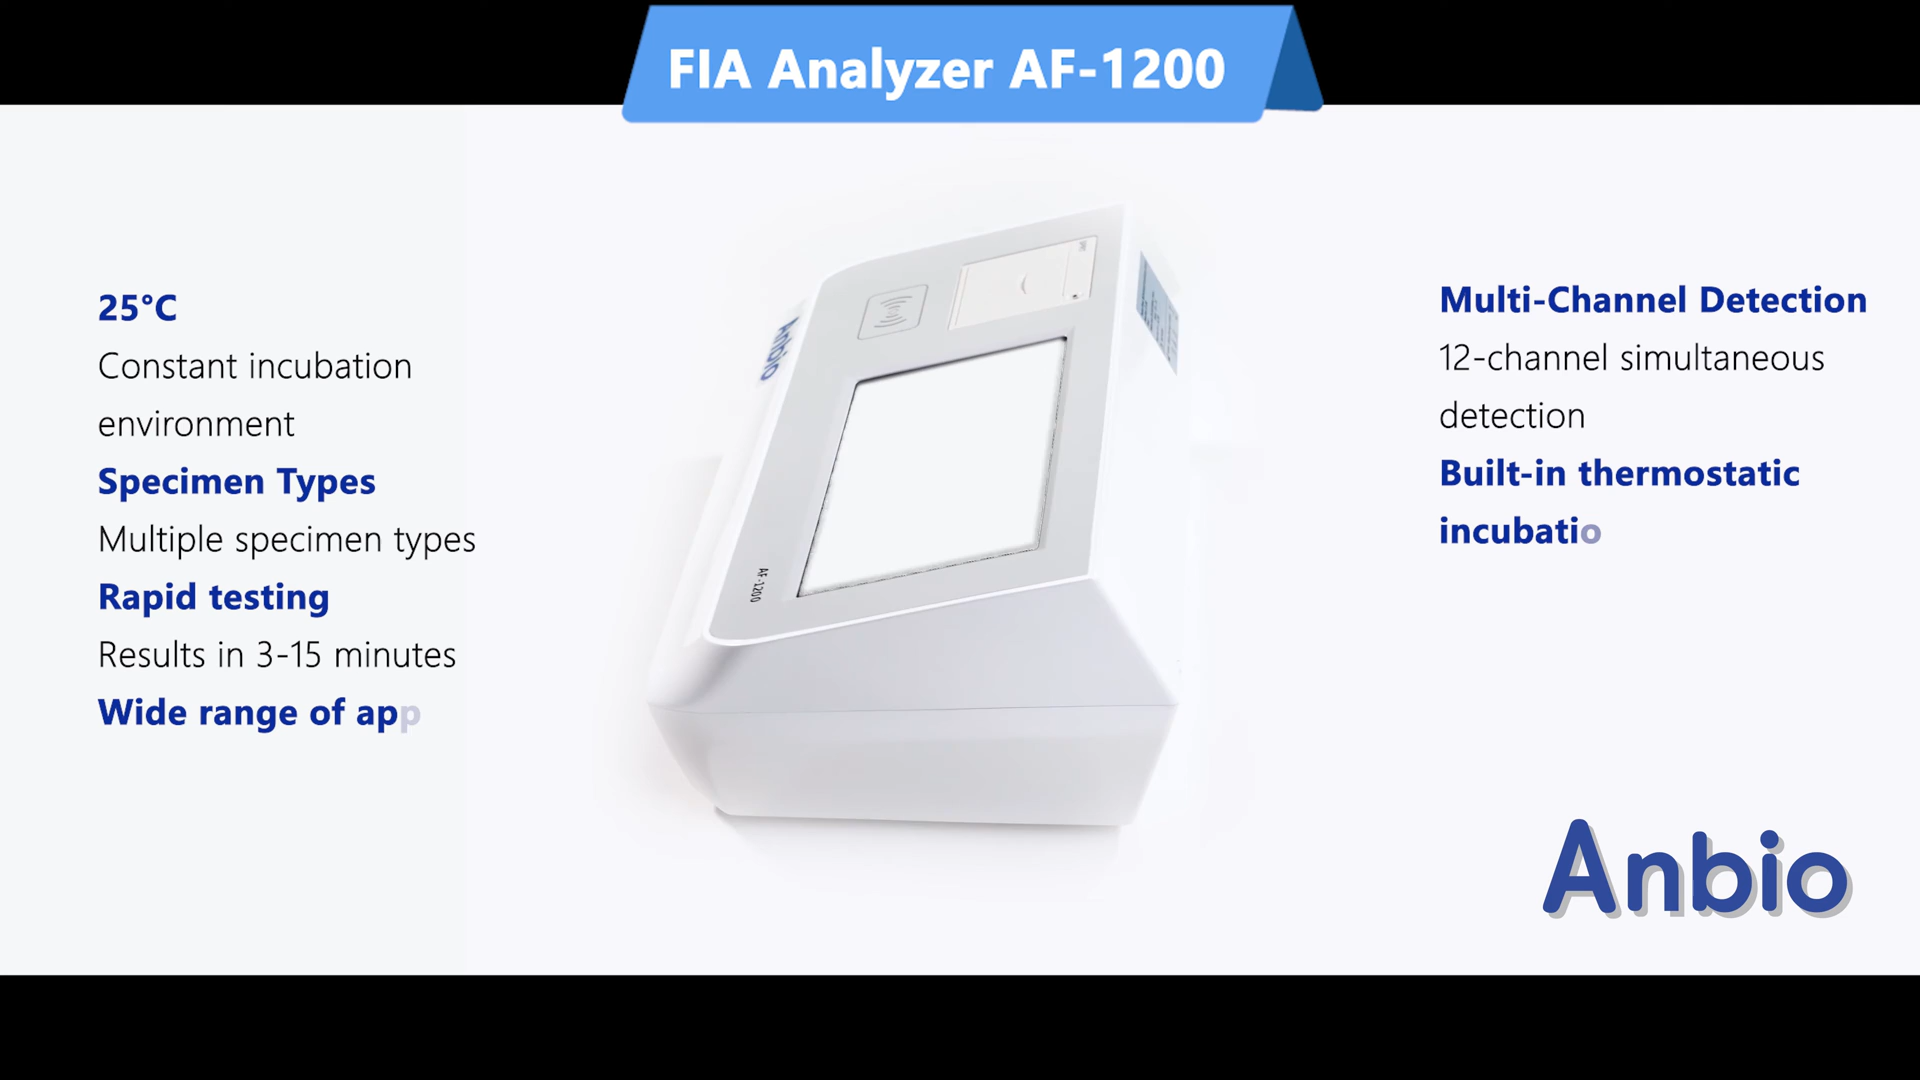 FIA Analyzer AF-1200
25°C
Constant incubation
environment
Specimen Types
Multiple specimen types
Rapid testing
Results in 3-15 minutes
Wide range of app
Anbio
AF-1200
Multi-Channel Detection
12-channel simultaneous
detection
Built-in thermostatic
incubatio
Anbio